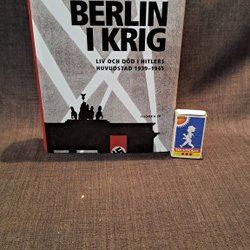 BERLIN
I KRIG
LIV OCH DÖD I HITLERS
HUVUDSTAD 1939–1945